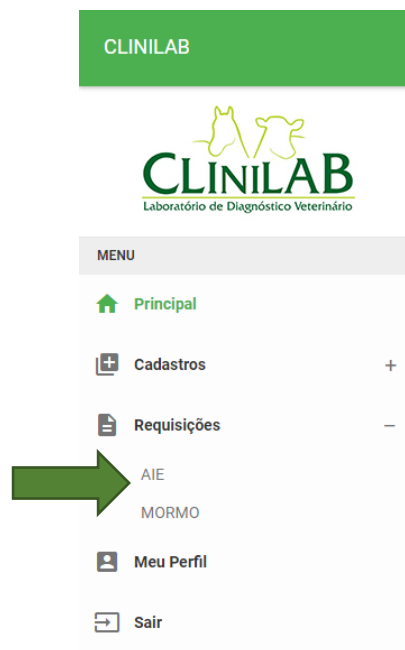 CLINILAB
CLINILAB
Laboratório de Diagnóstico Veterinário
MENU
Principal
Cadastros +
Requisições –
AIE
MORMO
Meu Perfil
Sair